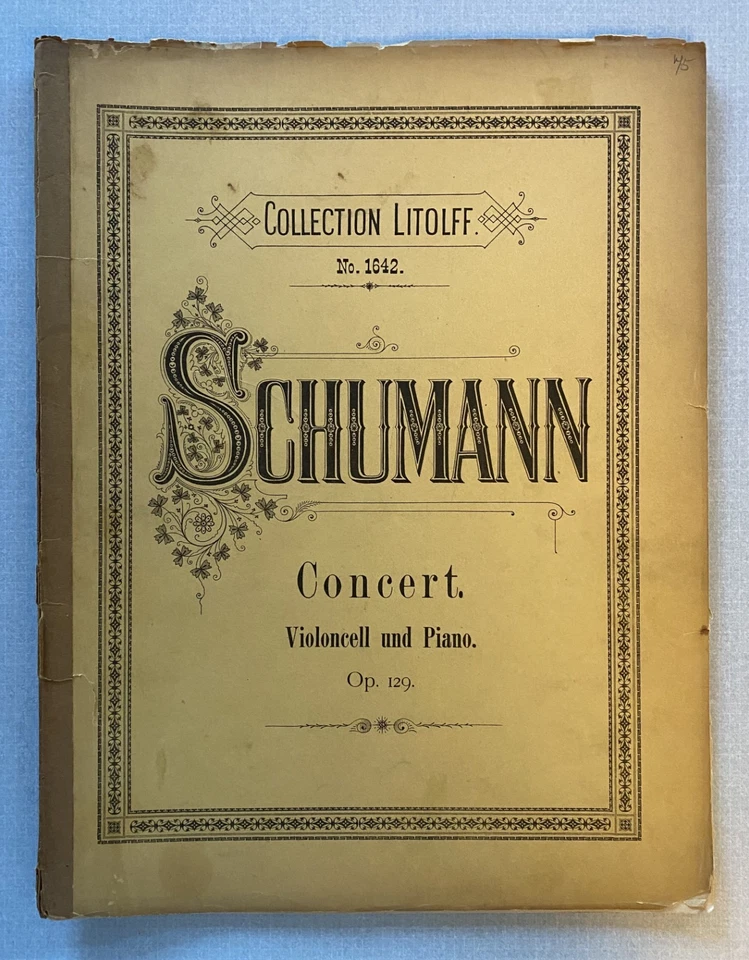 COLLECTION LITOLFF.
No. 1642.
SCHUMANN
Concert.
Violoncell und Piano.
Op. 129.